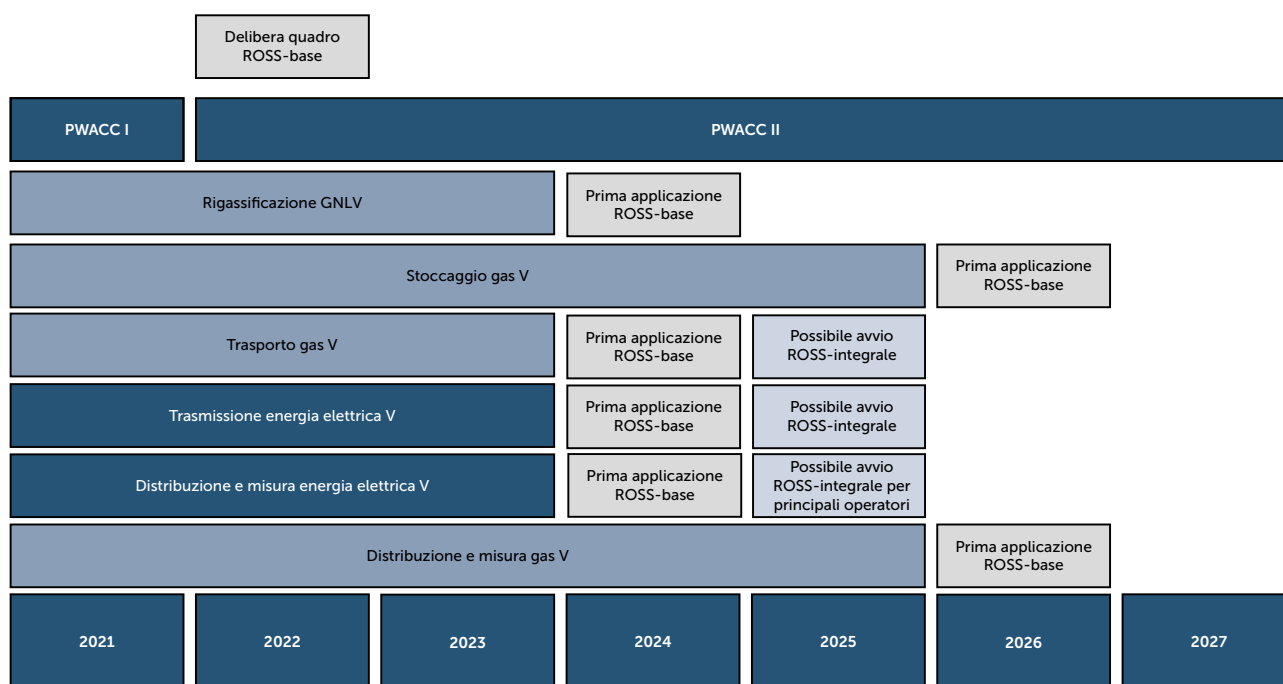 Delibera quadro
ROSS-base
PWACC I
PWACC II
Rigassificazione GNLV
Prima applicazione
ROSS-base
Stoccaggio gas V
Prima applicazione
ROSS-base
Trasporto gas V
Prima applicazione
ROSS-base
Possibile avvio
ROSS-integrale
Trasmissione energia elettrica V
Prima applicazione
ROSS-base
Possibile avvio
ROSS-integrale
Distribuzione e misura energia elettrica V
Prima applicazione
ROSS-base
Possibile avvio
ROSS-integrale per
principali operatori
Distribuzione e misura gas V
Prima applicazione
ROSS-base
2021
2022
2023
2024
2025
2026
2027